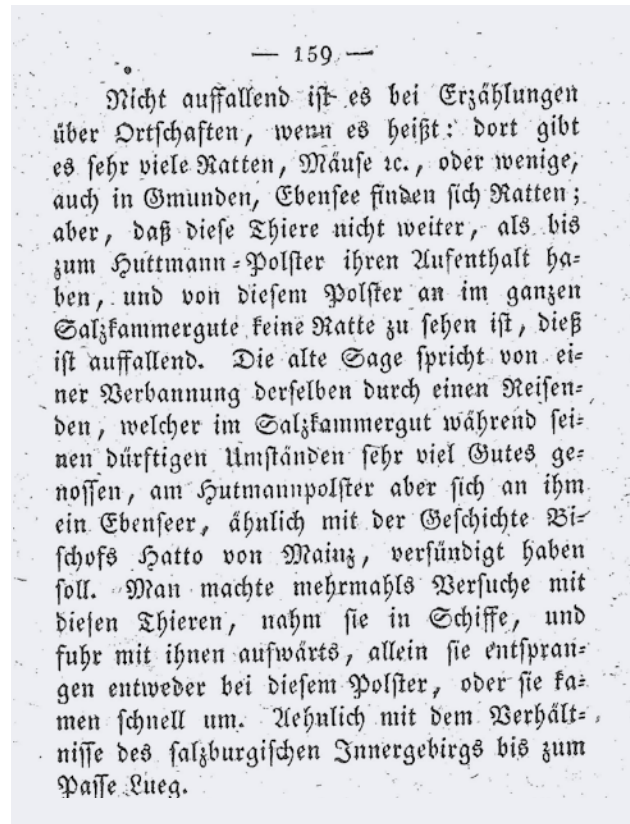 — 159 —
Nicht auffallend ist es bei Erzählungen
über Ortschaften, wenn es heißt: dort gibt
es sehr viele Ratten, Mäuse ꝛc., oder wenige,
auch in Gmunden, Ebensee finden sich Ratten;
aber, daß diese Thiere nicht weiter, als bis
zum Huttmann-Polster ihren Aufenthalt ha-
ben, und von diesem Polster an im ganzen
Salzkammergute keine Ratte zu sehen ist, dieß
ist auffallend. Die alte Sage spricht von ei-
ner Verbannung derselben durch einen Reisen-
den, welcher im Salzkammergut während sei-
nen dürftigen Umständen sehr viel Gutes ge-
nossen, am Hutmannpolster aber sich an ihm
ein Ebenseer, ähnlich mit der Geschichte Bi-
schofs Hatto von Mainz, versündigt haben
soll. Man machte mehrmahls Versuche mit
diesen Thieren, nahm sie in Schiffe, und
fuhr mit ihnen aufwärts, allein sie entspran-
gen entweder bei diesem Polster, oder sie ka-
men schnell um. Aehnlich mit dem Verhält-
nisse des salzburgischen Innergebirgs bis zum
Passe Lueg.